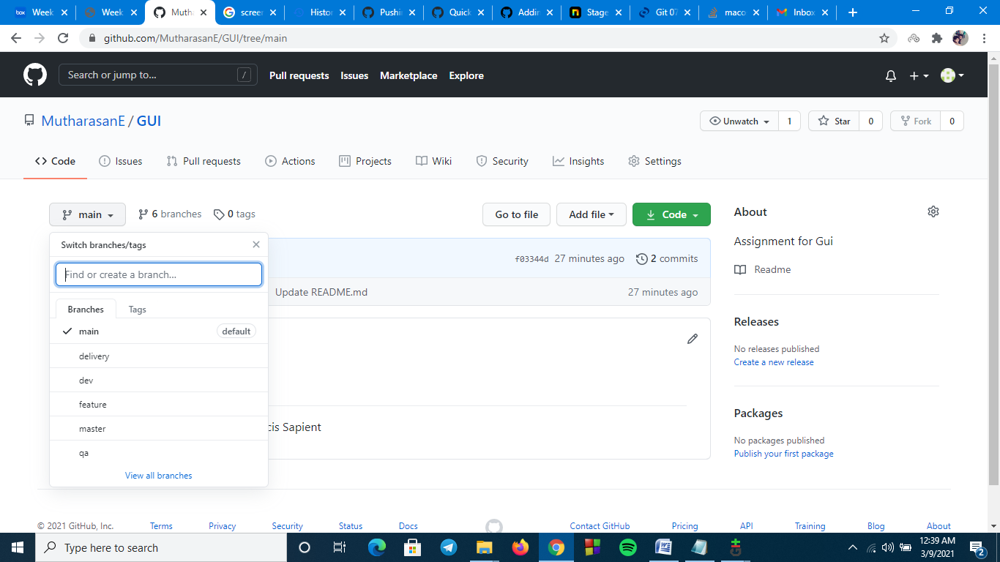 box Week
Week
Mutha
screer
Histor
Pushi
Quick
Addin
Stage
Git 07
maco
Inbox
github.com/MutharasanE/GUI/tree/main
Search or jump to... /
Pull requests Issues Marketplace Explore
MutharasanE / GUI
Unwatch 1 Star 0 Fork 0
Code Issues Pull requests Actions Projects Wiki Security Insights Settings
main 6 branches 0 tags Go to file Add file Code
Switch branches/tags
Find or create a branch...
Branches Tags
main default
delivery
dev
feature
master
qa
View all branches
f03344d 27 minutes ago 2 commits
Update README.md 27 minutes ago
cis Sapient
About
Assignment for Gui
Readme
Releases
No releases published
Create a new release
Packages
No packages published
Publish your first package
© 2021 GitHub, Inc. Terms Privacy Security Status Docs Contact GitHub Pricing API Training Blog About
Type here to search
12:39 AM
3/9/2021
2